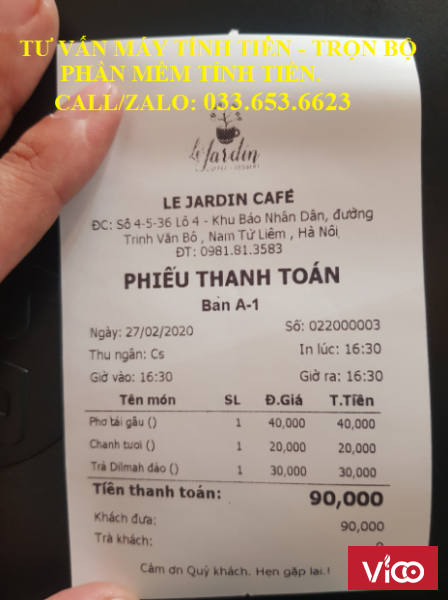 TƯ VẤN MÁY TÍNH TIỀN - TRỌN BỘ
PHẦN MỀM TÍNH TIỀN.
CALL/ZALO: 033.653.6623
Le Jardin
COFFEE - DESSERT
LE JARDIN CAFÉ
ĐC: Số 4-5-36 Lô 4 - Khu Báo Nhân Dân, đường
Trịnh Văn Bô, Nam Từ Liêm, Hà Nôi
ĐT: 0981.81.3583
PHIẾU THANH TOÁN
Bàn A-1
Ngày: 27/02/2020 Số: 022000003
Thu ngân: Cs In lúc: 16:30
Giờ vào: 16:30 Giờ ra: 16:30
Tên món SL Đ.Giá T.Tiền
Phở tái gầu () 1 40,000 40,000
Chanh tươi () 1 20,000 20,000
Trà Dilmah đào () 1 30,000 30,000
Tiền thanh toán: 90,000
Khách đưa: 90,000
Trả khách: 0
Cảm ơn Quý khách. Hẹn gặp lại.!
Vioo